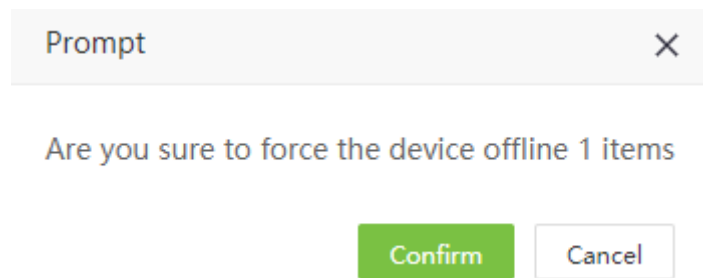 Prompt
Are you sure to force the device offline 1 items
Confirm Cancel